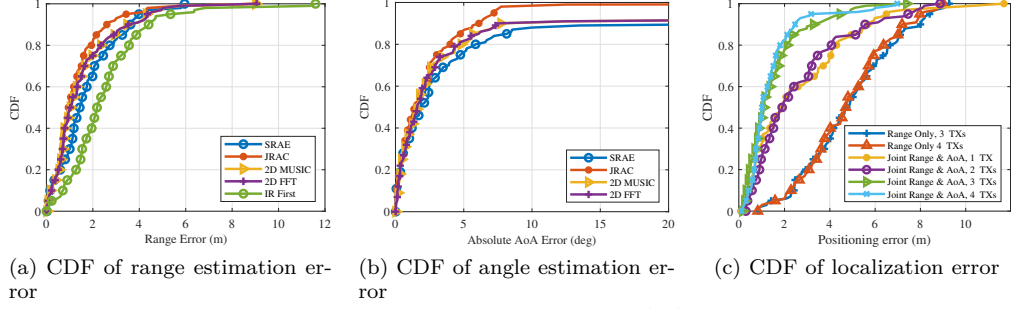 1
0.8
0.6
0.4
0.2
0
CDF
0 2 4 6 8 10 12
Range Error (m)
SRAE
JRAC
2D MUSIC
2D FFT
IR First
1
0.8
0.6
0.4
0.2
0
CDF
0 5 10 15 20
Absolute AoA Error (deg)
SRAE
JRAC
2D MUSIC
2D FFT
1
0.8
0.6
0.4
0.2
0
CDF
0 2 4 6 8 10
Positioning error (m)
Range Only, 3 TXs
Range Only 4 TXs
Joint Range & AoA, 1 TX
Joint Range & AoA, 2 TXs
Joint Range & AoA, 3 TXs
Joint Range & AoA, 4 TXs
(a) CDF of range estimation er-
ror
(b) CDF of angle estimation er-
ror
(c) CDF of localization error